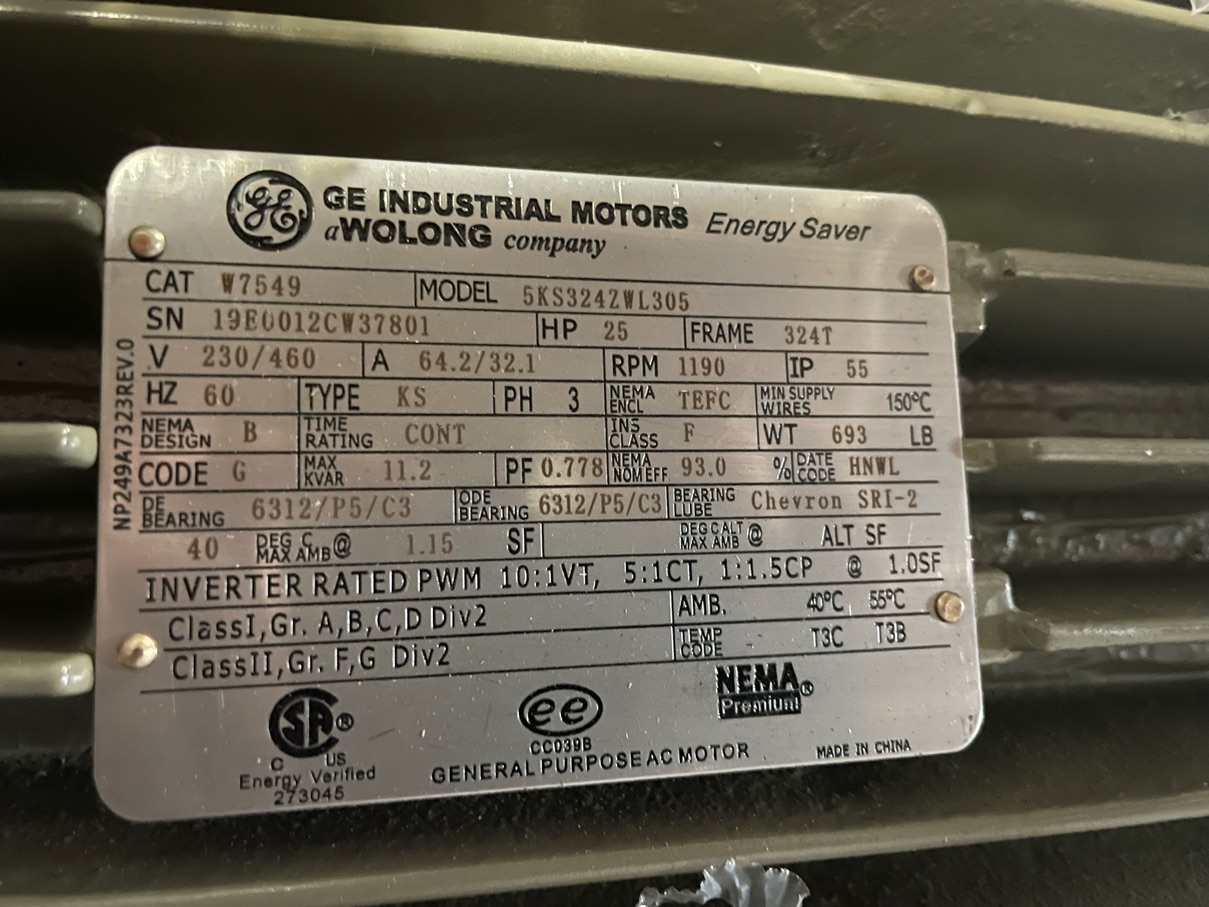 GE GE INDUSTRIAL MOTORS Energy Saver
aWOLONG company
CAT W7549 MODEL 5KS324ZWL305
SN 19E0012CW37801 HP 25 FRAME 324T
V 230/460 A 64.2/32.1 RPM 1190 IP 55
HZ 60 TYPE KS PH 3 NEMA ENCL TEFC MIN SUPPLY WIRES 150°C
NEMA DESIGN B TIME RATING CONT INS CLASS F WT 693 LB
CODE G MAX KVAR 11.2 PF 0.778 NEMA NOM EFF 93.0 % DATE CODE HNWL
DE BEARING 6312/P5/C3 ODE BEARING 6312/P5/C3 BEARING LUBE Chevron SRI-2
40 DEG C MAX AMB@ 1.15 SF DEG C ALT MAX AMB @ ALT SF
INVERTER RATED PWM 10:1VT, 5:1CT, 1:1.5CP @ 1.0SF
ClassI,Gr. A,B,C,D Div2 AMB. 40°C 55°C
ClassII,Gr. F,G Div2 TEMP CODE T3C T3B
SA ® C US
Energy Verified
273045
ee
CC039B
NEMA ®
Premium
GENERAL PURPOSE AC MOTOR
MADE IN CHINA
NP249A7323REV.0